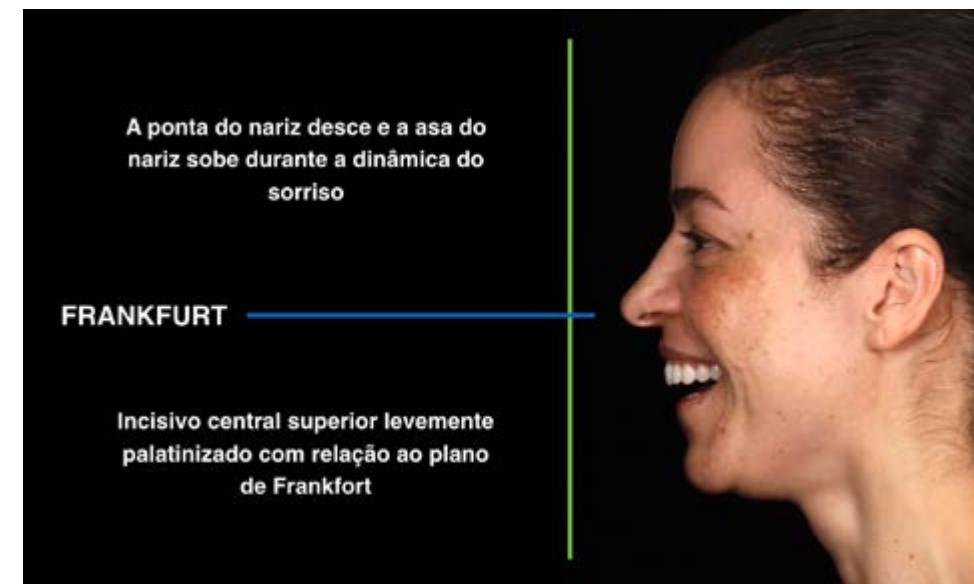 A ponta do nariz desce e a asa do
nariz sobe durante a dinâmica do
sorriso
FRANKFURT
Incisivo central superior levemente
palatinizado com relação ao plano
de Frankfort